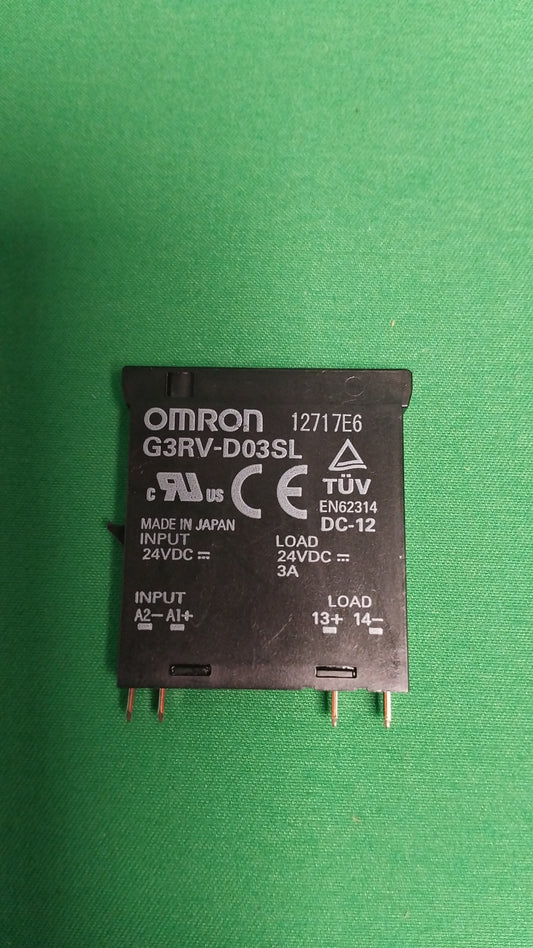 OMRON 12717E6
G3RV-D03SL
TÜV
c RU US CE EN62314
MADE IN JAPAN DC-12
INPUT LOAD
24VDC ⎓ 24VDC ⎓
3A
INPUT LOAD
A2− A1+ 13+ 14−